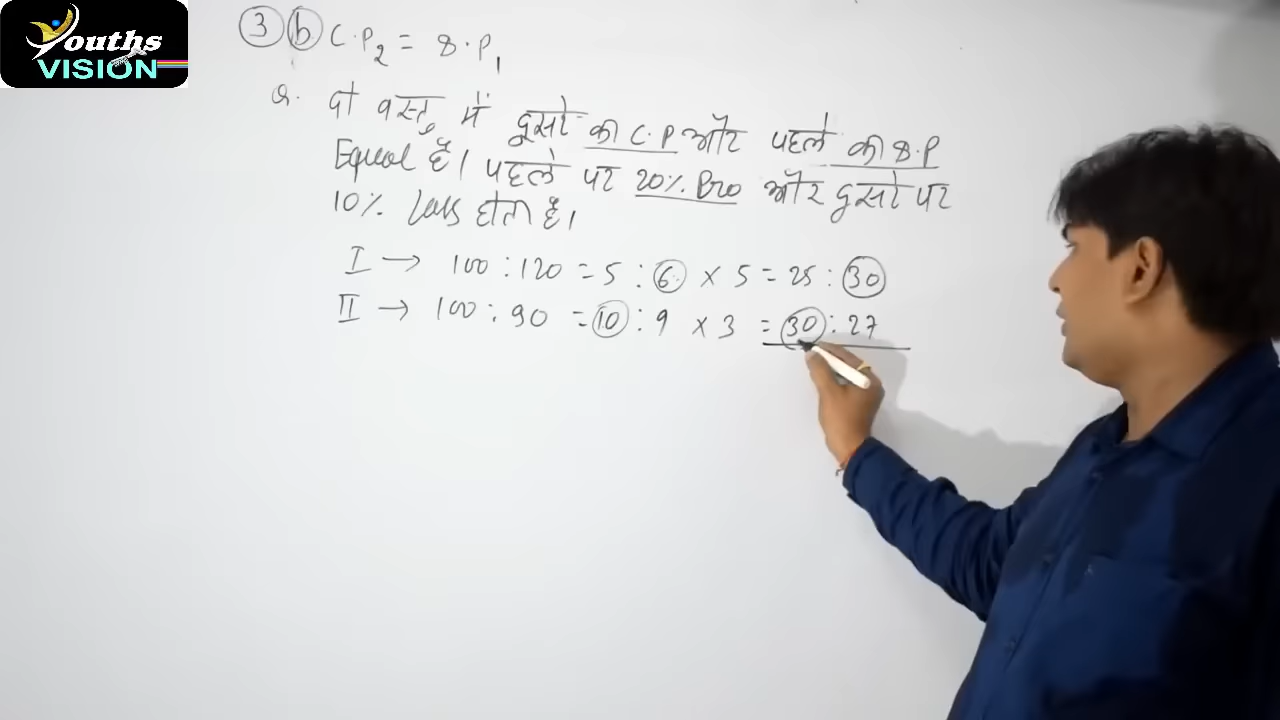 Youths
VISION
3 b C.P2 = S.P1
Q. दो वस्तु में दूसरे की C.P और पहले की S.P
Equal है। पहले पर 20% Pro और दूसरे पर
10% Loss होता है।
I → 100 : 120 = 5 : 6 × 5 = 25 : 30
II → 100 : 90 = 10 : 9 × 3 = 30 : 27